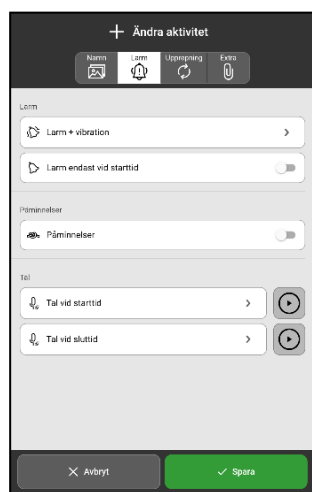 Ändra aktivitet
Namn Larm Upprepning Extra
Larm
Larm + vibration
Larm endast vid starttid
Påminnelser
Påminnelser
Tal
Tal vid starttid
Tal vid sluttid
Avbryt Spara